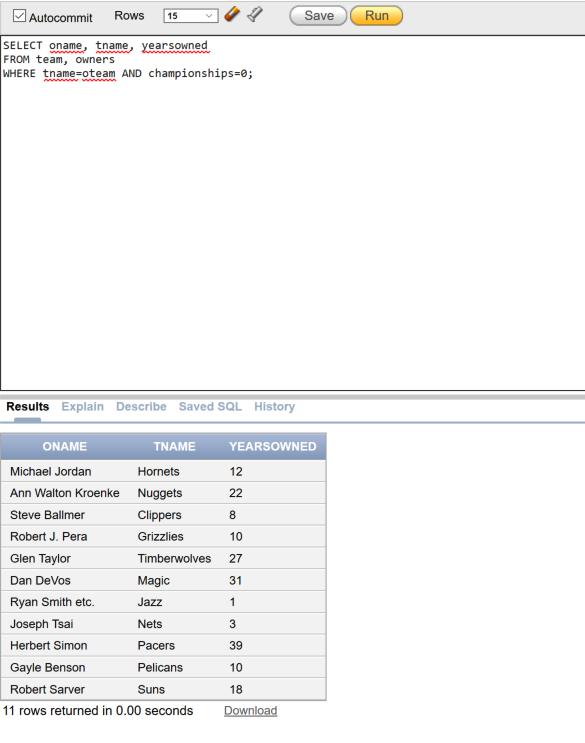 Autocommit Rows 15 Save Run
SELECT oname, tname, yearsowned
FROM team, owners
WHERE tname=oteam AND championships=0;
Results Explain Describe Saved SQL History
ONAME TNAME YEARSOWNED
Michael Jordan Hornets 12
Ann Walton Kroenke Nuggets 22
Steve Ballmer Clippers 8
Robert J. Pera Grizzlies 10
Glen Taylor Timberwolves 27
Dan DeVos Magic 31
Ryan Smith etc. Jazz 1
Joseph Tsai Nets 3
Herbert Simon Pacers 39
Gayle Benson Pelicans 10
Robert Sarver Suns 18
11 rows returned in 0.00 seconds Download